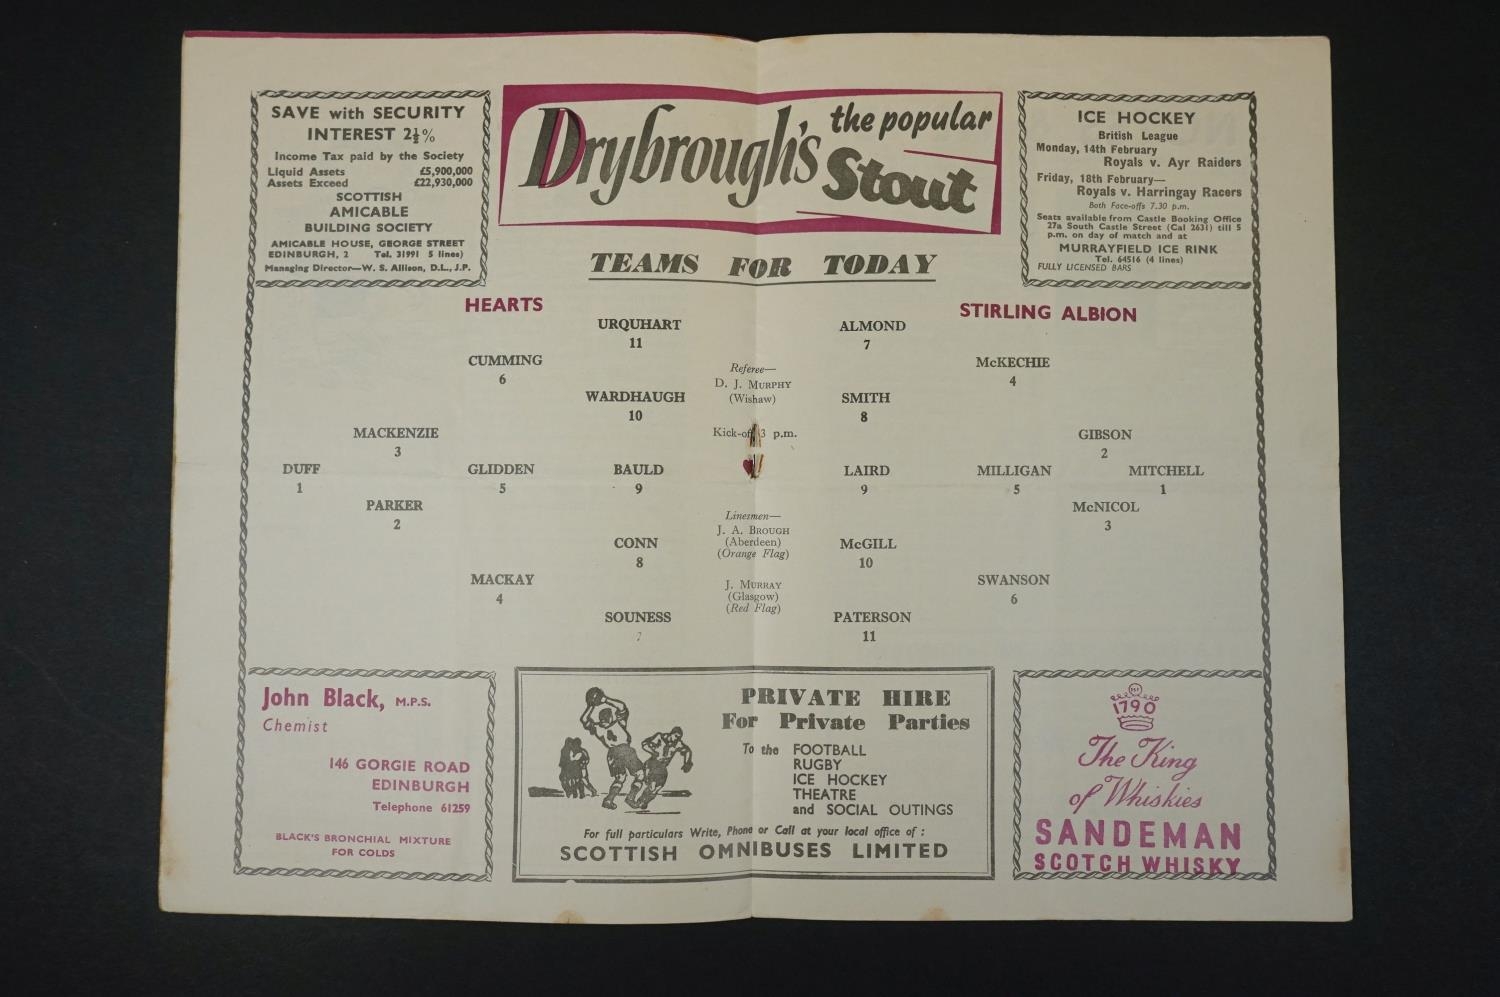 SAVE with SECURITY
INTEREST 2½%
Income Tax paid by the Society
Liquid Assets £5,900,000
Assets Exceed £22,930,000
SCOTTISH
AMICABLE
BUILDING SOCIETY
AMICABLE HOUSE, GEORGE STREET
EDINBURGH, 2 Tel. 31991 5 lines)
Managing Director—W. S. Allison, D.L., J.P.
Drybrough's the popular
Stout
ICE HOCKEY
British League
Monday, 14th February
Royals v. Ayr Raiders
Friday, 18th February—
Royals v. Harringay Racers
Both Face-offs 7.30 p.m.
Seats available from Castle Booking Office
27a South Castle Street (Cal 2631) till 5
p.m. on day of match and at
MURRAYFIELD ICE RINK
Tel. 64516 (4 lines)
FULLY LICENSED BARS
TEAMS FOR TODAY
HEARTS
URQUHART
11
CUMMING
6
WARDHAUGH
10
MACKENZIE
3
DUFF
1
GLIDDEN
5
BAULD
9
PARKER
2
CONN
8
MACKAY
4
SOUNESS
7
Referee—
D. J. MURPHY
(Wishaw)
Kick-off 3 p.m.
Linesmen—
J. A. BROUGH
(Aberdeen)
(Orange Flag)
J. MURRAY
(Glasgow)
(Red Flag)
STIRLING ALBION
ALMOND
7
McKECHIE
4
SMITH
8
GIBSON
2
LAIRD
9
MILLIGAN
5
MITCHELL
1
McNICOL
3
McGILL
10
SWANSON
6
PATERSON
11
John Black, M.P.S.
Chemist
146 GORGIE ROAD
EDINBURGH
Telephone 61259
BLACK'S BRONCHIAL MIXTURE
FOR COLDS
4
PRIVATE HIRE
For Private Parties
To the FOOTBALL
RUGBY
ICE HOCKEY
THEATRE
and SOCIAL OUTINGS
For full particulars Write, Phone or Call at your local office of :
SCOTTISH OMNIBUSES LIMITED
1790
The King
of Whiskies
SANDEMAN
SCOTCH WHISKY